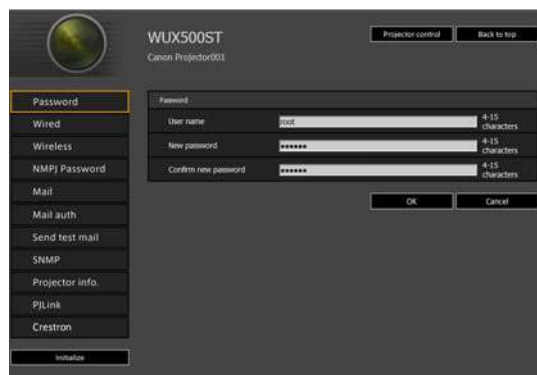 WUX500ST
Canon Projector001
Projector control
Back to top
Password
Wired
Wireless
NMPJ Password
Mail
Mail auth
Send test mail
SNMP
Projector info.
PJLink
Crestron
Initialize
Password
User name
root
4-15
characters
New password
••••••
4-15
characters
Confirm new password
••••••
4-15
characters
OK
Cancel